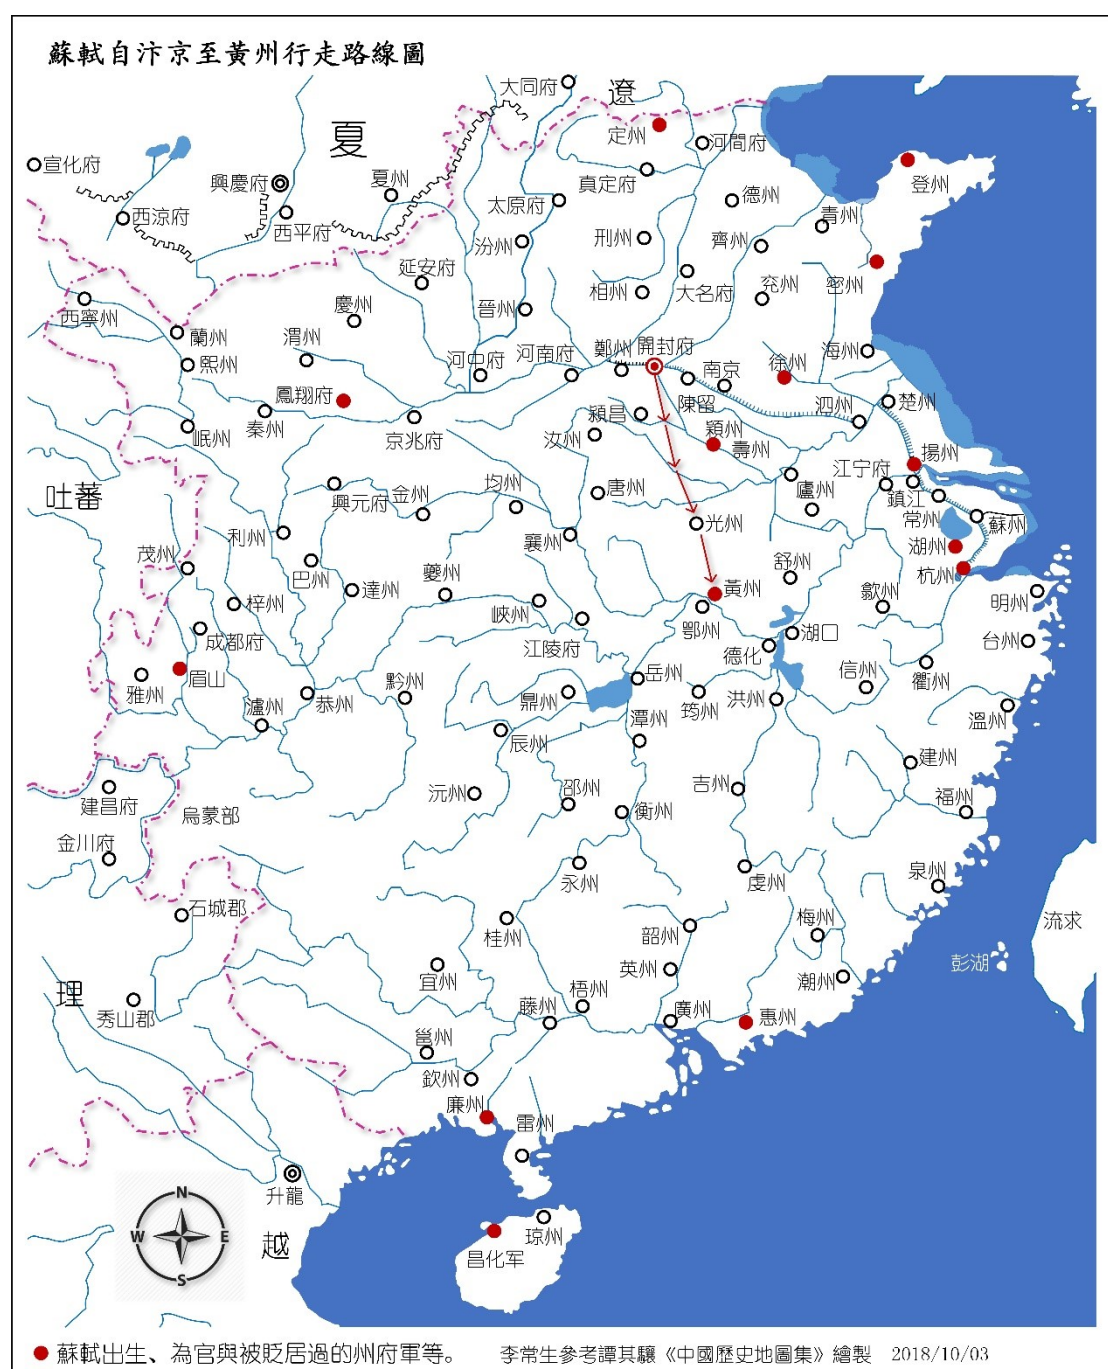 蘇軾自汴京至黃州行走路線圖
大同府
遼
定州
河間府
夏
宣化府
興慶府
夏州
真定府
登州
西涼府
西平府
太原府
德州
青州
汾州
刑州
齊州
延安府
相州
大名府
兗州
密州
西寧州
慶州
晉州
蘭州
渭州
河中府
河南府
鄭州
開封府
南京
徐州
海州
熙州
鳳翔府
陳留
泗州
楚州
岷州
秦州
京兆府
汝州
潁昌
潁州
壽州
揚州
吐蕃
興元府
金州
均州
唐州
廬州
江宁府
鎮江
利州
襄州
光州
常州
蘇州
茂州
巴州
達州
夔州
舒州
湖州
杭州
梓州
峽州
黃州
歙州
明州
成都府
江陵府
鄂州
湖口
台州
德化
雅州
眉山
瀘州
恭州
黔州
鼎州
岳州
筠州
洪州
信州
衢州
溫州
辰州
潭州
建州
建昌府
烏蒙部
沅州
邵州
衡州
吉州
福州
金川府
永州
虔州
泉州
石城郡
桂州
韶州
梅州
流求
宜州
英州
潮州
彭湖
理
秀山郡
藤州
梧州
廣州
惠州
邕州
欽州
廉州
雷州
升龍
越
琼州
昌化军
N
W
E
S
蘇軾出生、為官與被貶居過的州府軍等。
李常生參考譚其驤《中國歷史地圖集》繪製 2018/10/03